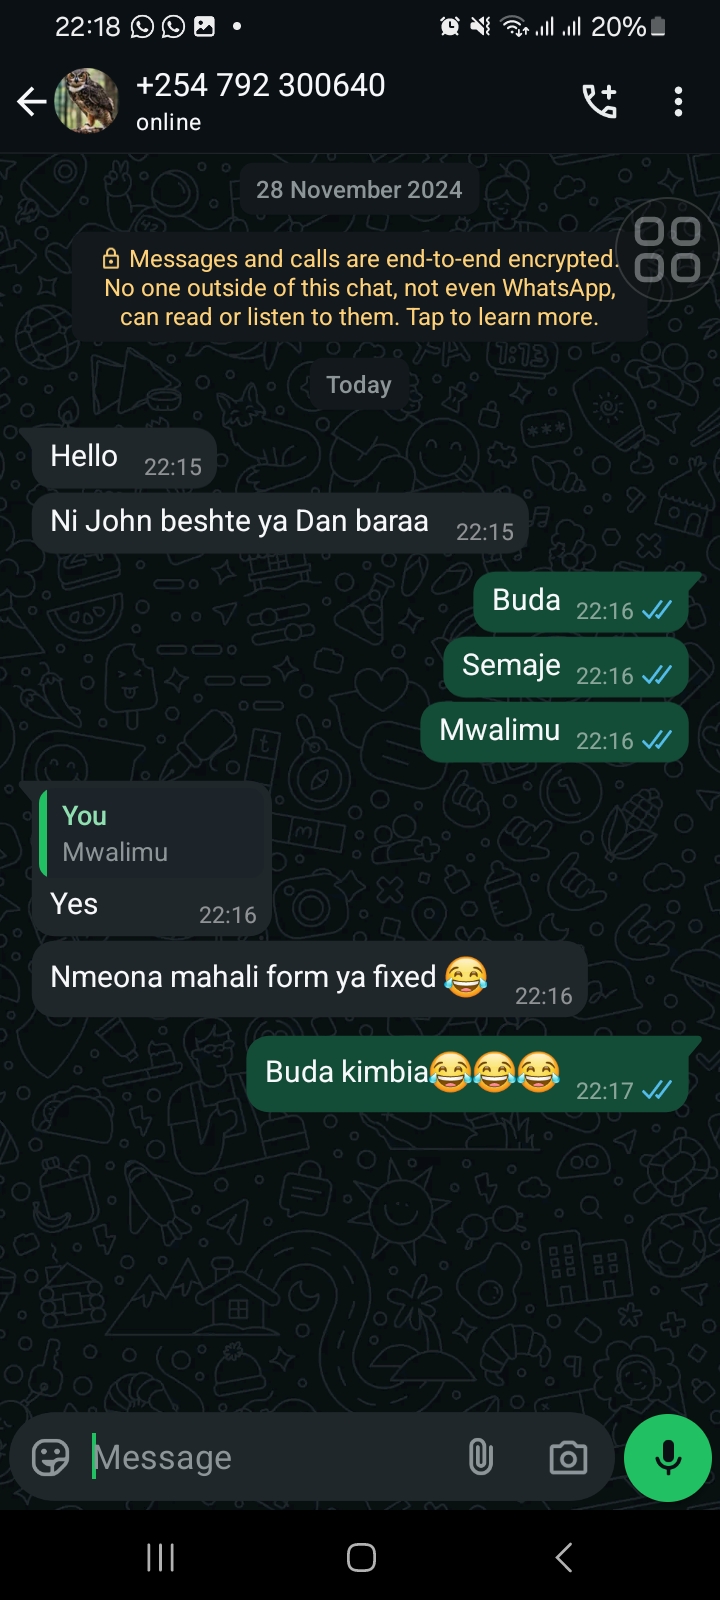 22:18
20%
+254 792 300640
online
28 November 2024
Messages and calls are end-to-end encrypted.
No one outside of this chat, not even WhatsApp,
can read or listen to them. Tap to learn more.
Today
Hello 22:15
Ni John beshte ya Dan baraa 22:15
Buda 22:16
Semaje 22:16
Mwalimu 22:16
You
Mwalimu
Yes 22:16
Nmeona mahali form ya fixed 😂 22:16
Buda kimbia😂😂😂 22:17
Message